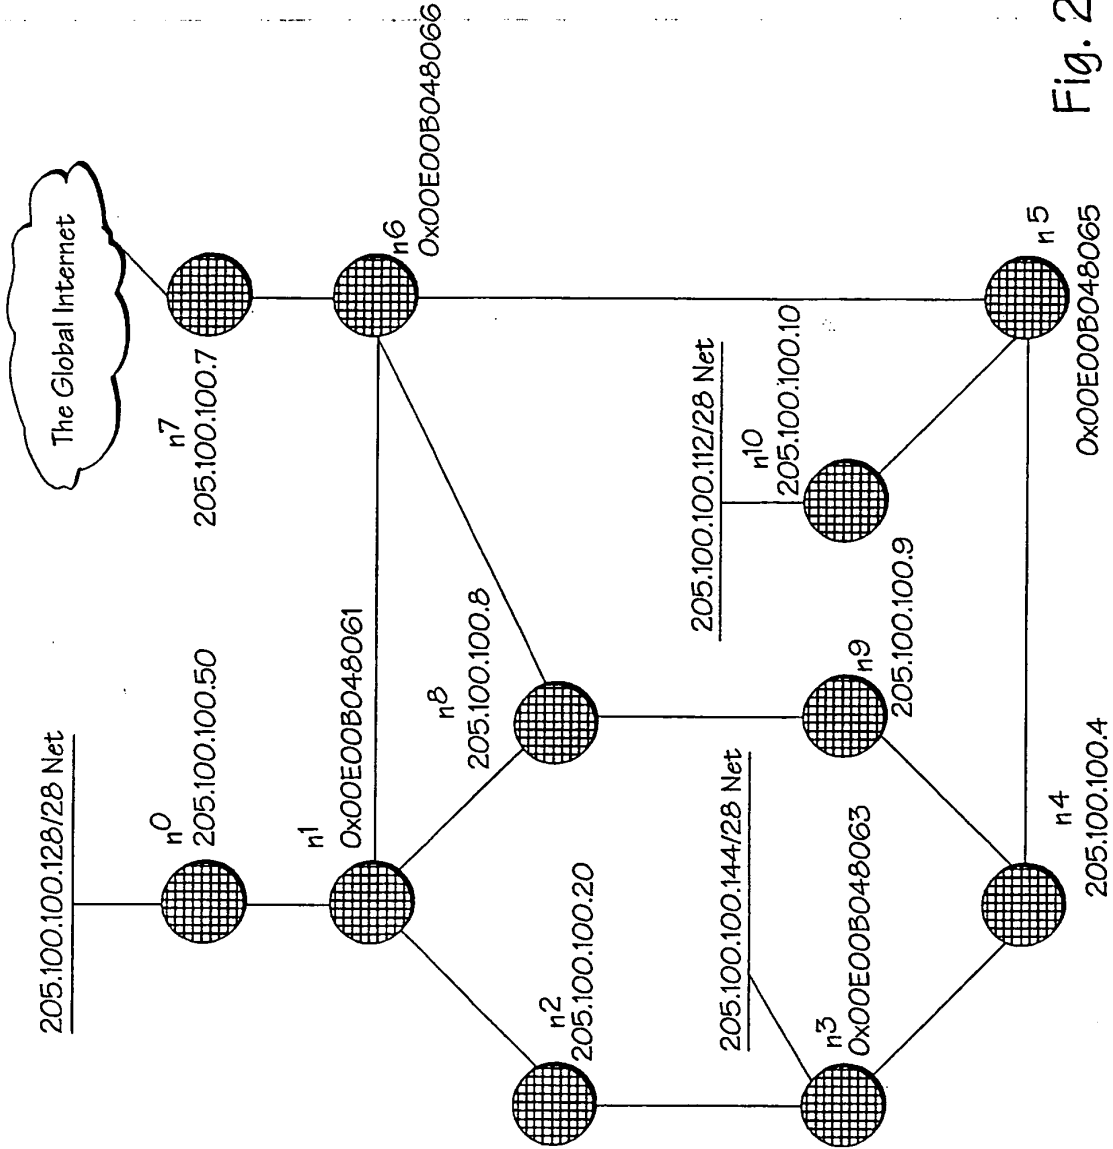 205.100.100.128/28 Net
n0
205.100.100.50
n1
0x00E00B048061
n2
205.100.100.20
205.100.100.144/28 Net
n3
0x00E00B048063
n4
205.100.100.4
n8
205.100.100.8
n9
205.100.100.9
205.100.100.112/28 Net
n10
205.100.100.10
n5
0x00E00B048065
The Global Internet
n7
205.100.100.7
n6
0x00E00B048066
Fig. 2